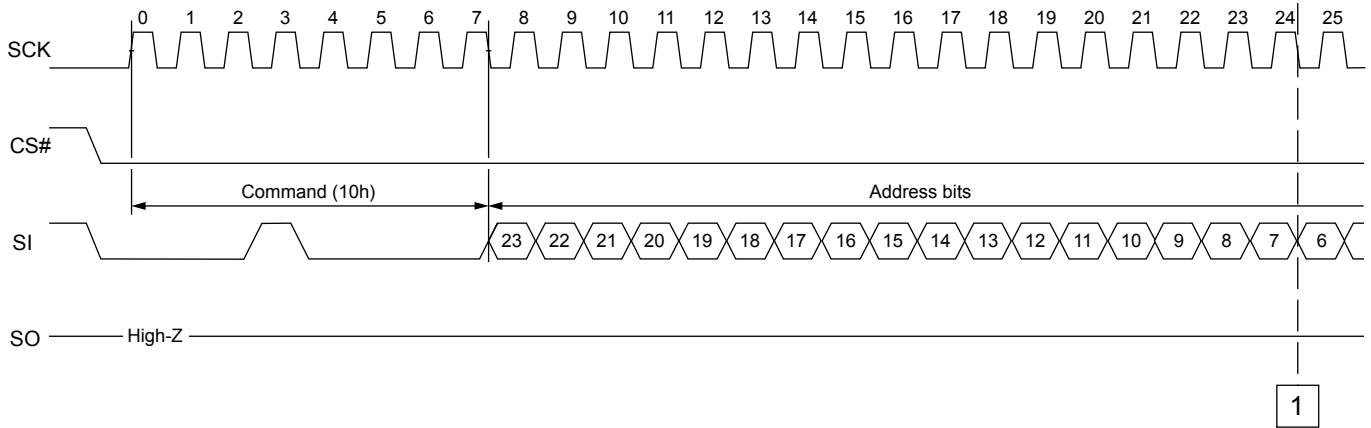 0 1 2 3 4 5 6 7 8 9 10 11 12 13 14 15 16 17 18 19 20 21 22 23 24 25
SCK
CS#
Command (10h) Address bits
SI 23 22 21 20 19 18 17 16 15 14 13 12 11 10 9 8 7 6
SO High-Z
1